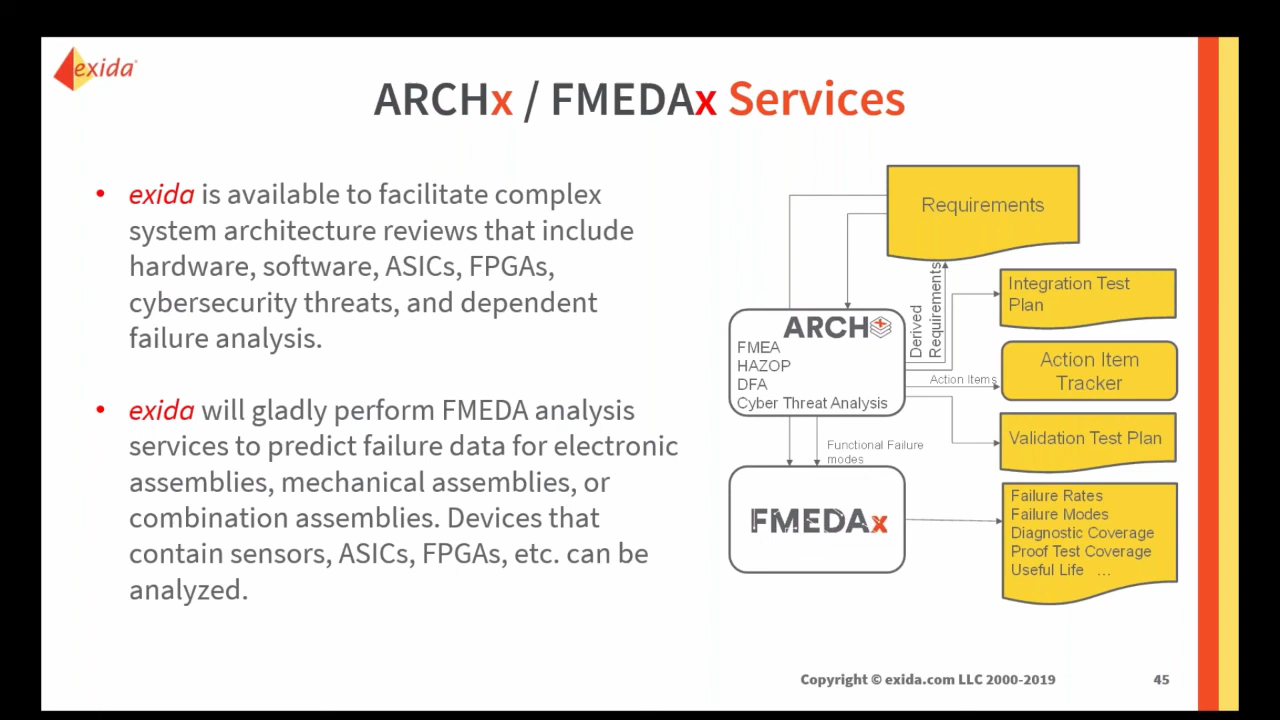 exida
ARCHx / FMEDAx Services
• exida is available to facilitate complex
system architecture reviews that include
hardware, software, ASICs, FPGAs,
cybersecurity threats, and dependent
failure analysis.
• exida will gladly perform FMEDA analysis
services to predict failure data for electronic
assemblies, mechanical assemblies, or
combination assemblies. Devices that
contain sensors, ASICs, FPGAs, etc. can be
analyzed.
Requirements
Derived
Requirements
Integration Test
Plan
ARCH
FMEA
HAZOP
DFA
Cyber Threat Analysis
Action Items
Action Item
Tracker
Validation Test Plan
Functional Failure
modes
FMEDAx
Failure Rates
Failure Modes
Diagnostic Coverage
Proof Test Coverage
Useful Life ...
Copyright © exida.com LLC 2000-2019
45